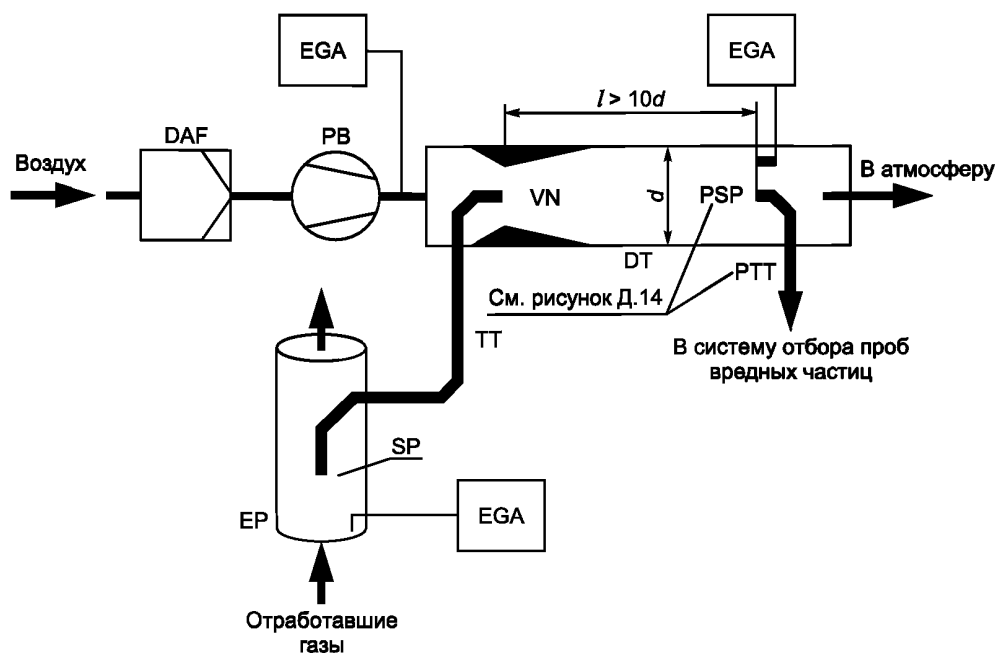 EGA
EGA
l > 10d
DAF
PB
Воздух
В атмосферу
VN
d
PSP
DT
PTT
См. рисунок Д.14
TT
В систему отбора проб
вредных частиц
SP
EP
EGA
Отработавшие
газы